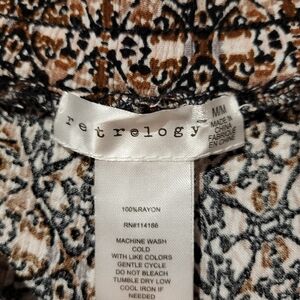 retrelogy
M/M
MADE IN
CHINA
FABRIQUÉ
EN CHINE
100%RAYON
RN#114186
MACHINE WASH
COLD
WITH LIKE COLORS
GENTLE CYCLE
DO NOT BLEACH
TUMBLE DRY LOW
COOL IRON IF
NEEDED